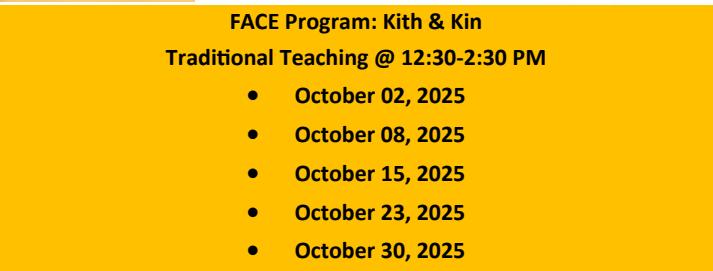 FACE Program: Kith & Kin
Traditional Teaching @ 12:30-2:30 PM
• October 02, 2025
• October 08, 2025
• October 15, 2025
• October 23, 2025
• October 30, 2025